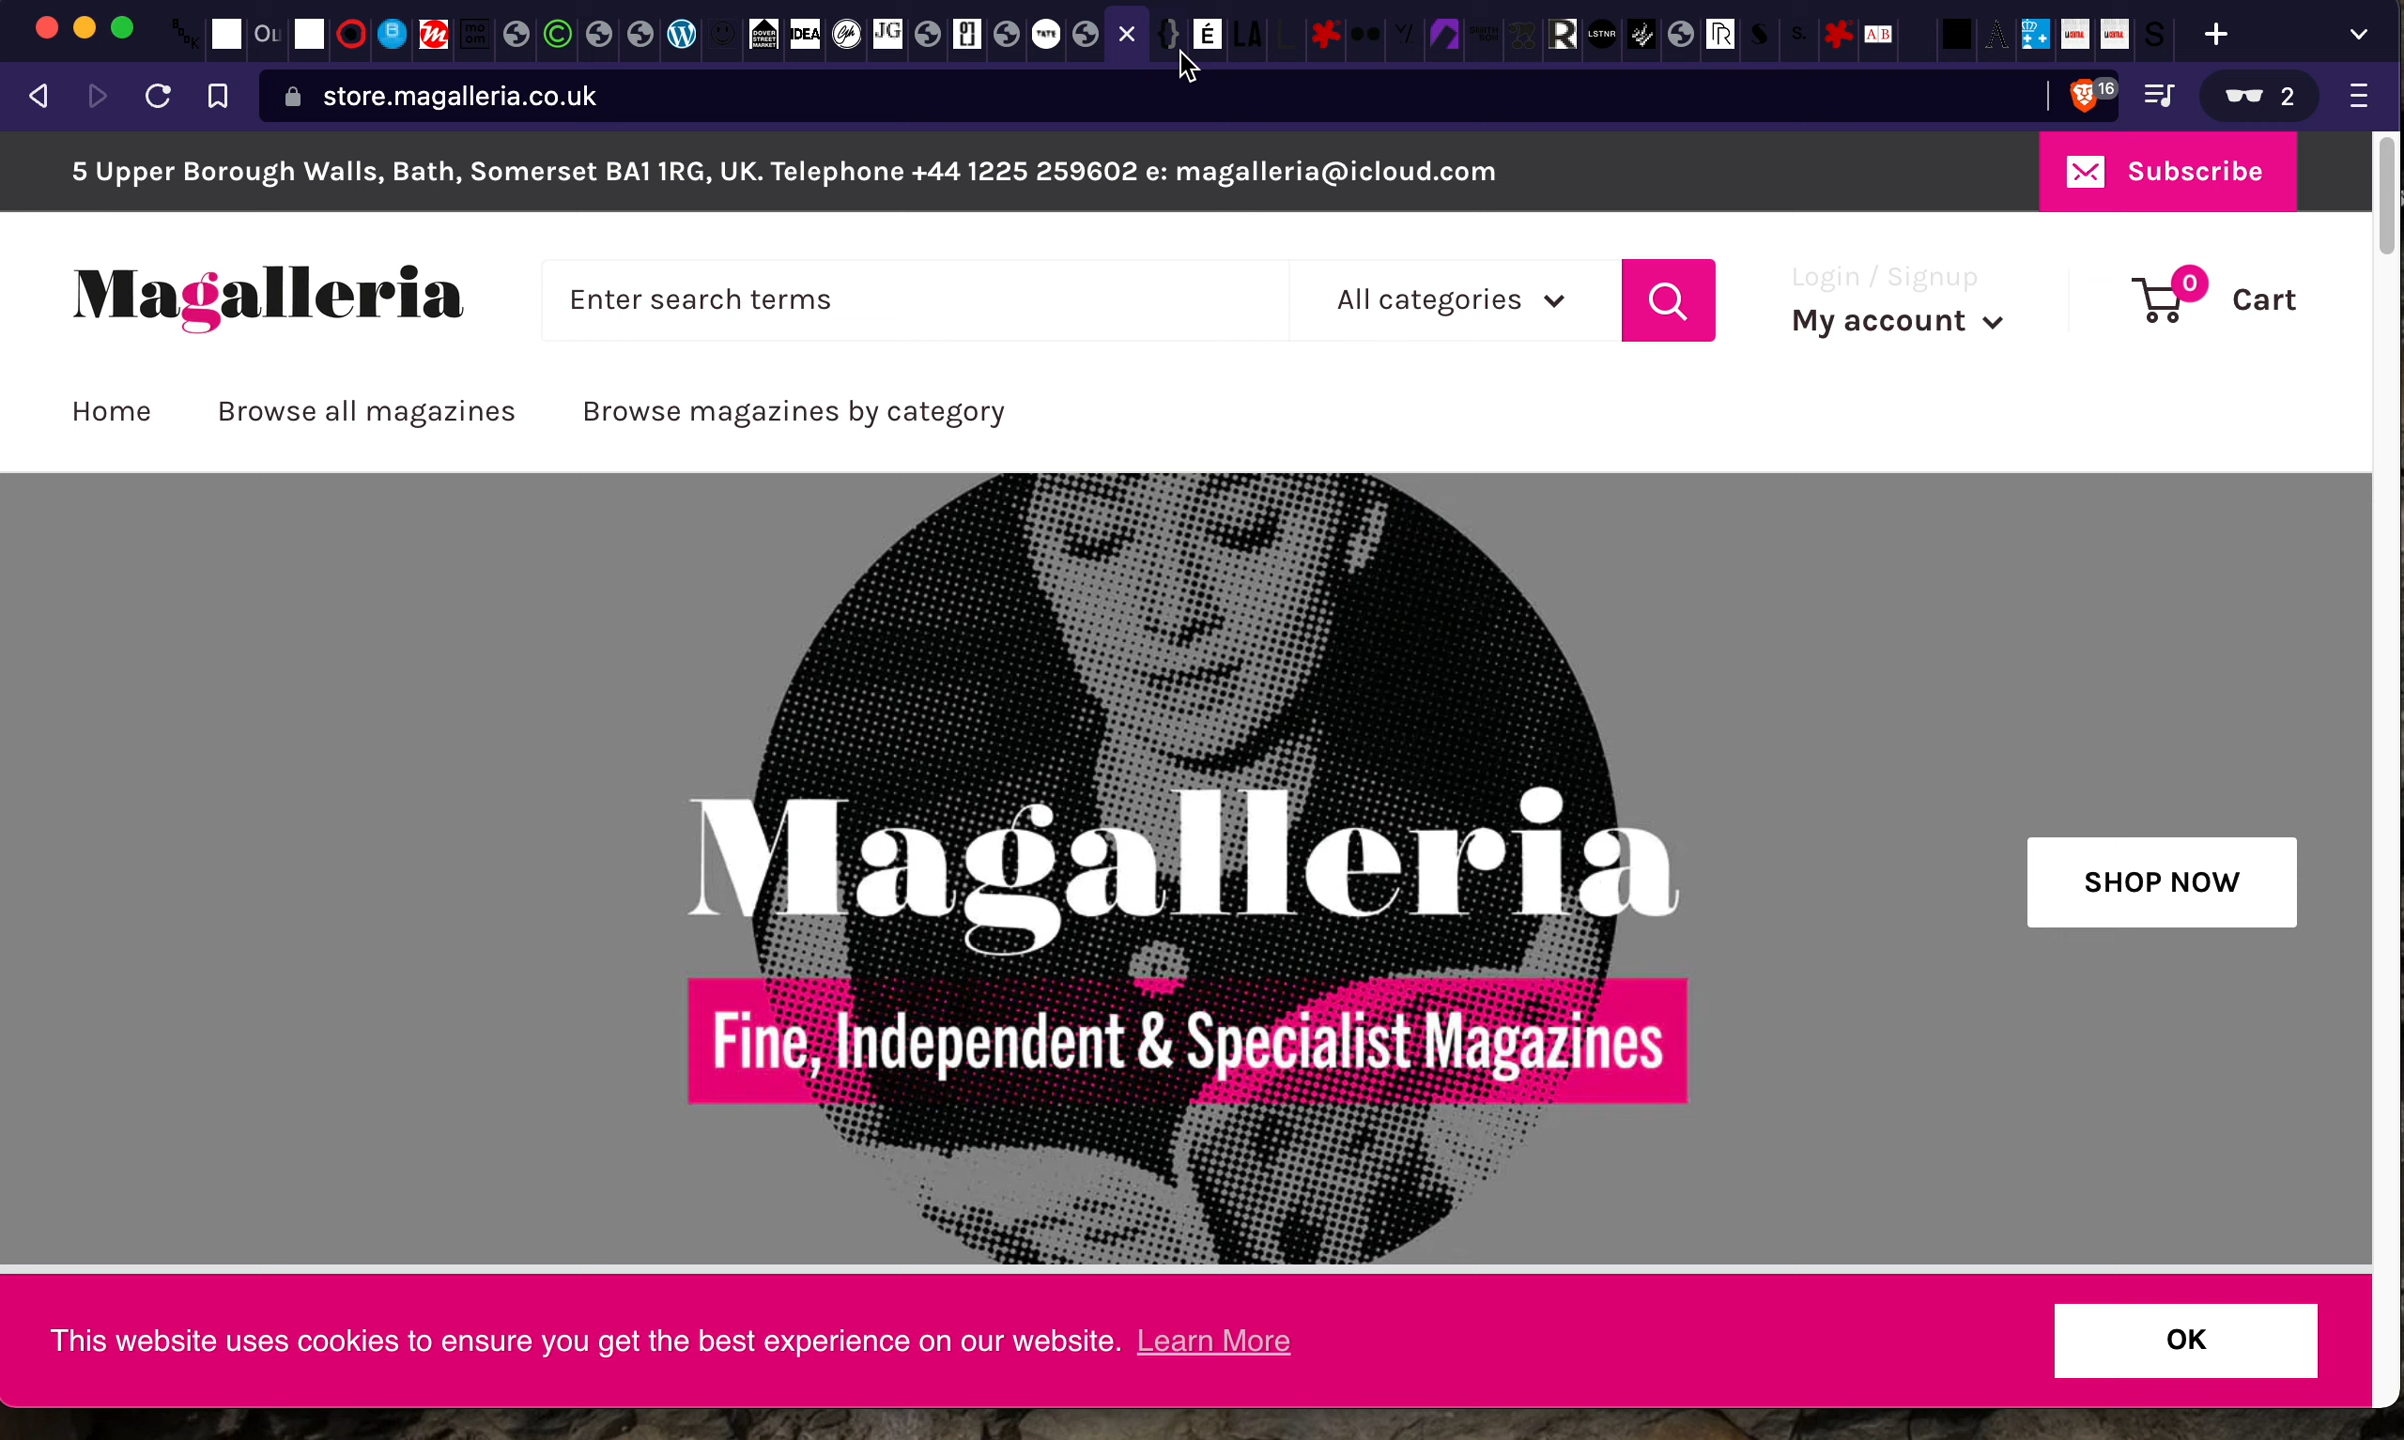 store.magalleria.co.uk
16
2
5 Upper Borough Walls, Bath, Somerset BA1 1RG, UK. Telephone +44 1225 259602 e: magalleria@icloud.com
Subscribe
Magalleria
Enter search terms
All categories
Login / Signup
My account
0
Cart
Home
Browse all magazines
Browse magazines by category
Magalleria
SHOP NOW
Fine, Independent & Specialist Magazines
This website uses cookies to ensure you get the best experience on our website. Learn More
OK